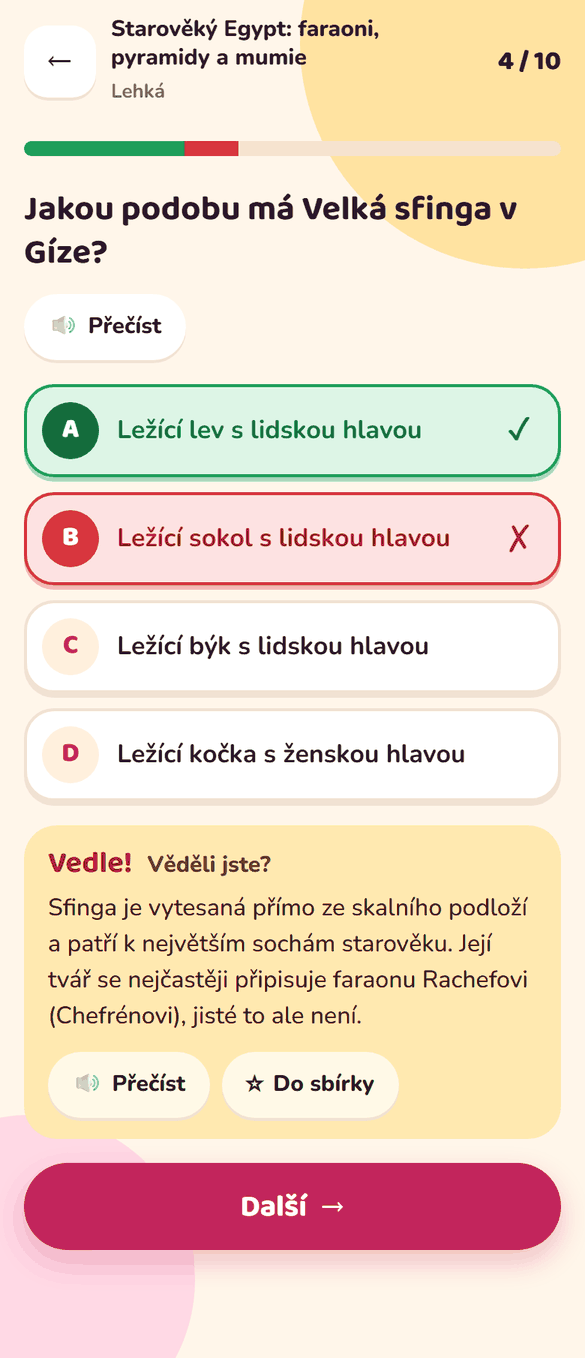 ←
Starověký Egypt: faraoni,
pyramidy a mumie
Lehká
4 / 10
Jakou podobu má Velká sfinga v
Gíze?
Přečíst
A Ležící lev s lidskou hlavou ✓
B Ležící sokol s lidskou hlavou ✗
C Ležící býk s lidskou hlavou
D Ležící kočka s ženskou hlavou
Vedle! Věděli jste?
Sfinga je vytesaná přímo ze skalního podloží
a patří k největším sochám starověku. Její
tvář se nejčastěji připisuje faraonu Rachefovi
(Chefrénovi), jisté to ale není.
Přečíst ☆ Do sbírky
Další →